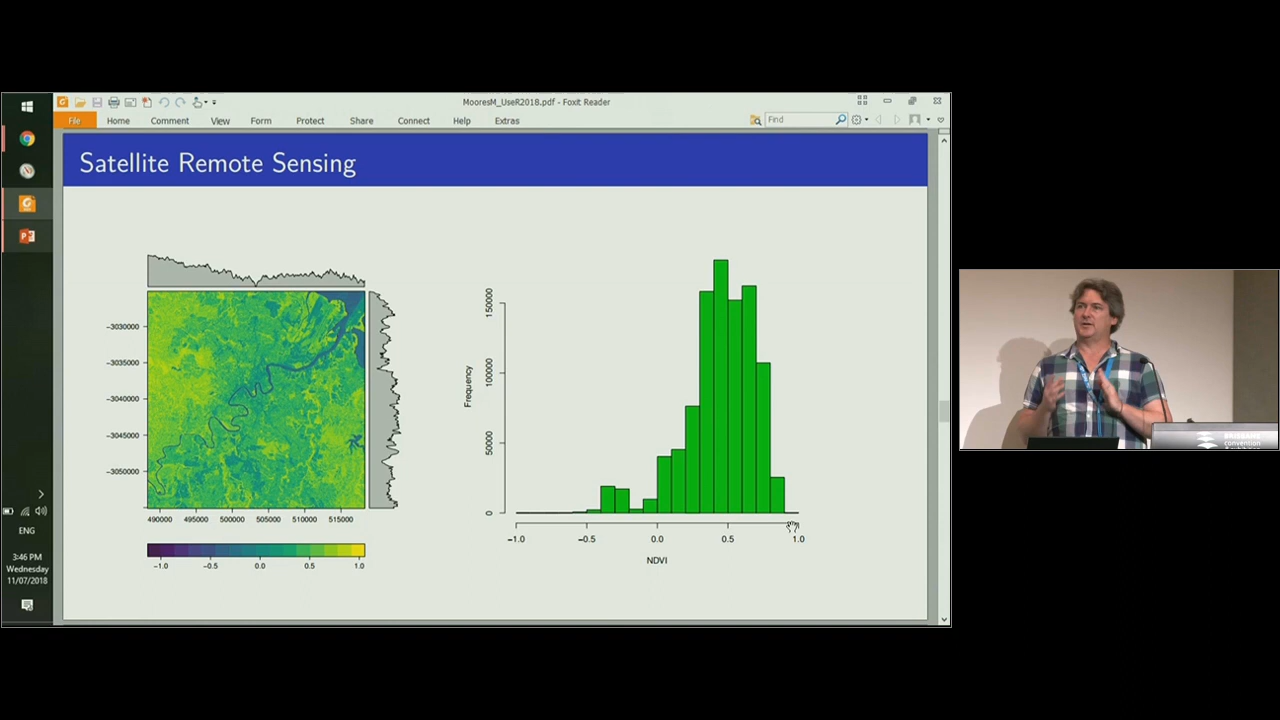 MooresM_UseR2018.pdf - Foxit Reader
File Home Comment View Form Protect Share Connect Help Extras
Find
Satellite Remote Sensing
−3030000
−3035000
−3040000
−3045000
−3050000
490000 495000 500000 505000 510000 515000
−1.0 −0.5 0.0 0.5 1.0
Frequency
150000
100000
50000
0
−1.0 −0.5 0.0 0.5 1.0
NDVI
ENG
3:46 PM
Wednesday
11/07/2018
BRISBANE
convention